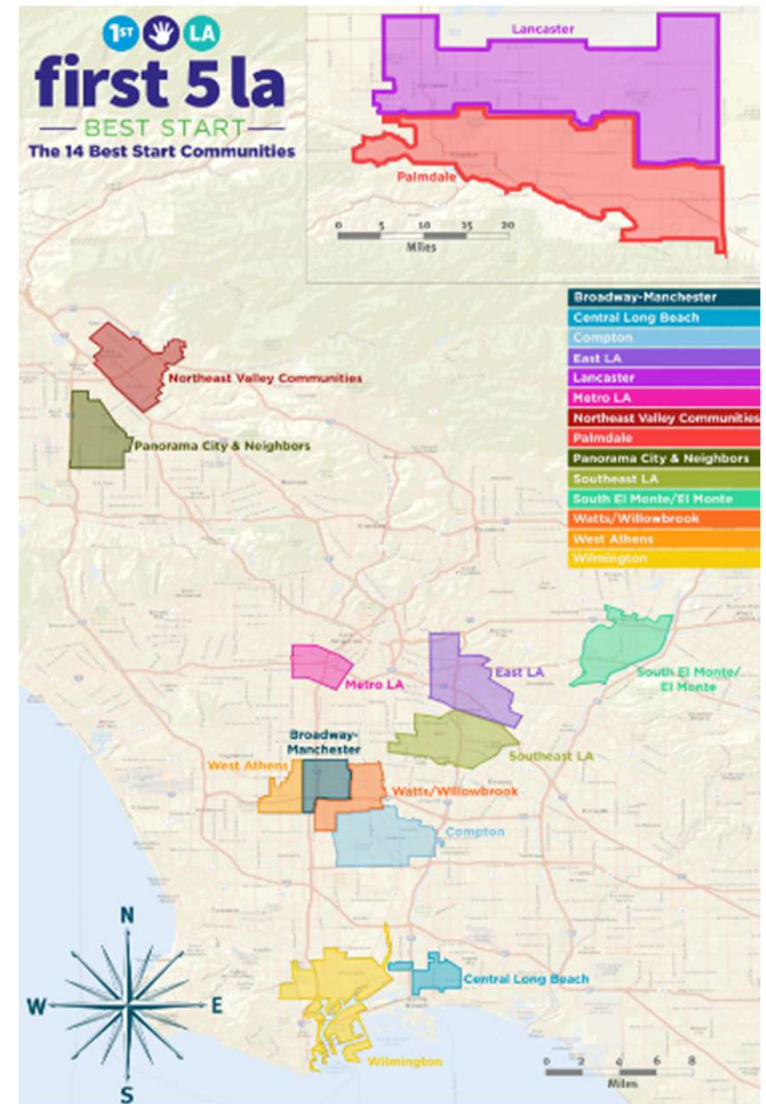 1ST LA
first 5 la
BEST START
The 14 Best Start Communities
Lancaster
Palmdale
0 5 10 15 20
Miles
Broadway-Manchester
Central Long Beach
Compton
East LA
Lancaster
Metro LA
Northeast Valley Communities
Palmdale
Panorama City & Neighbors
Southeast LA
South El Monte/El Monte
Watts/Willowbrook
West Athens
Wilmington
Northeast Valley Communities
Panorama City & Neighbors
Metro LA
East LA
South El Monte/
El Monte
Southeast LA
Broadway-
Manchester
West Athens
Watts/Willowbrook
Compton
N
W E
S
Central Long Beach
Wilmington
0 2 4 6 8
Miles